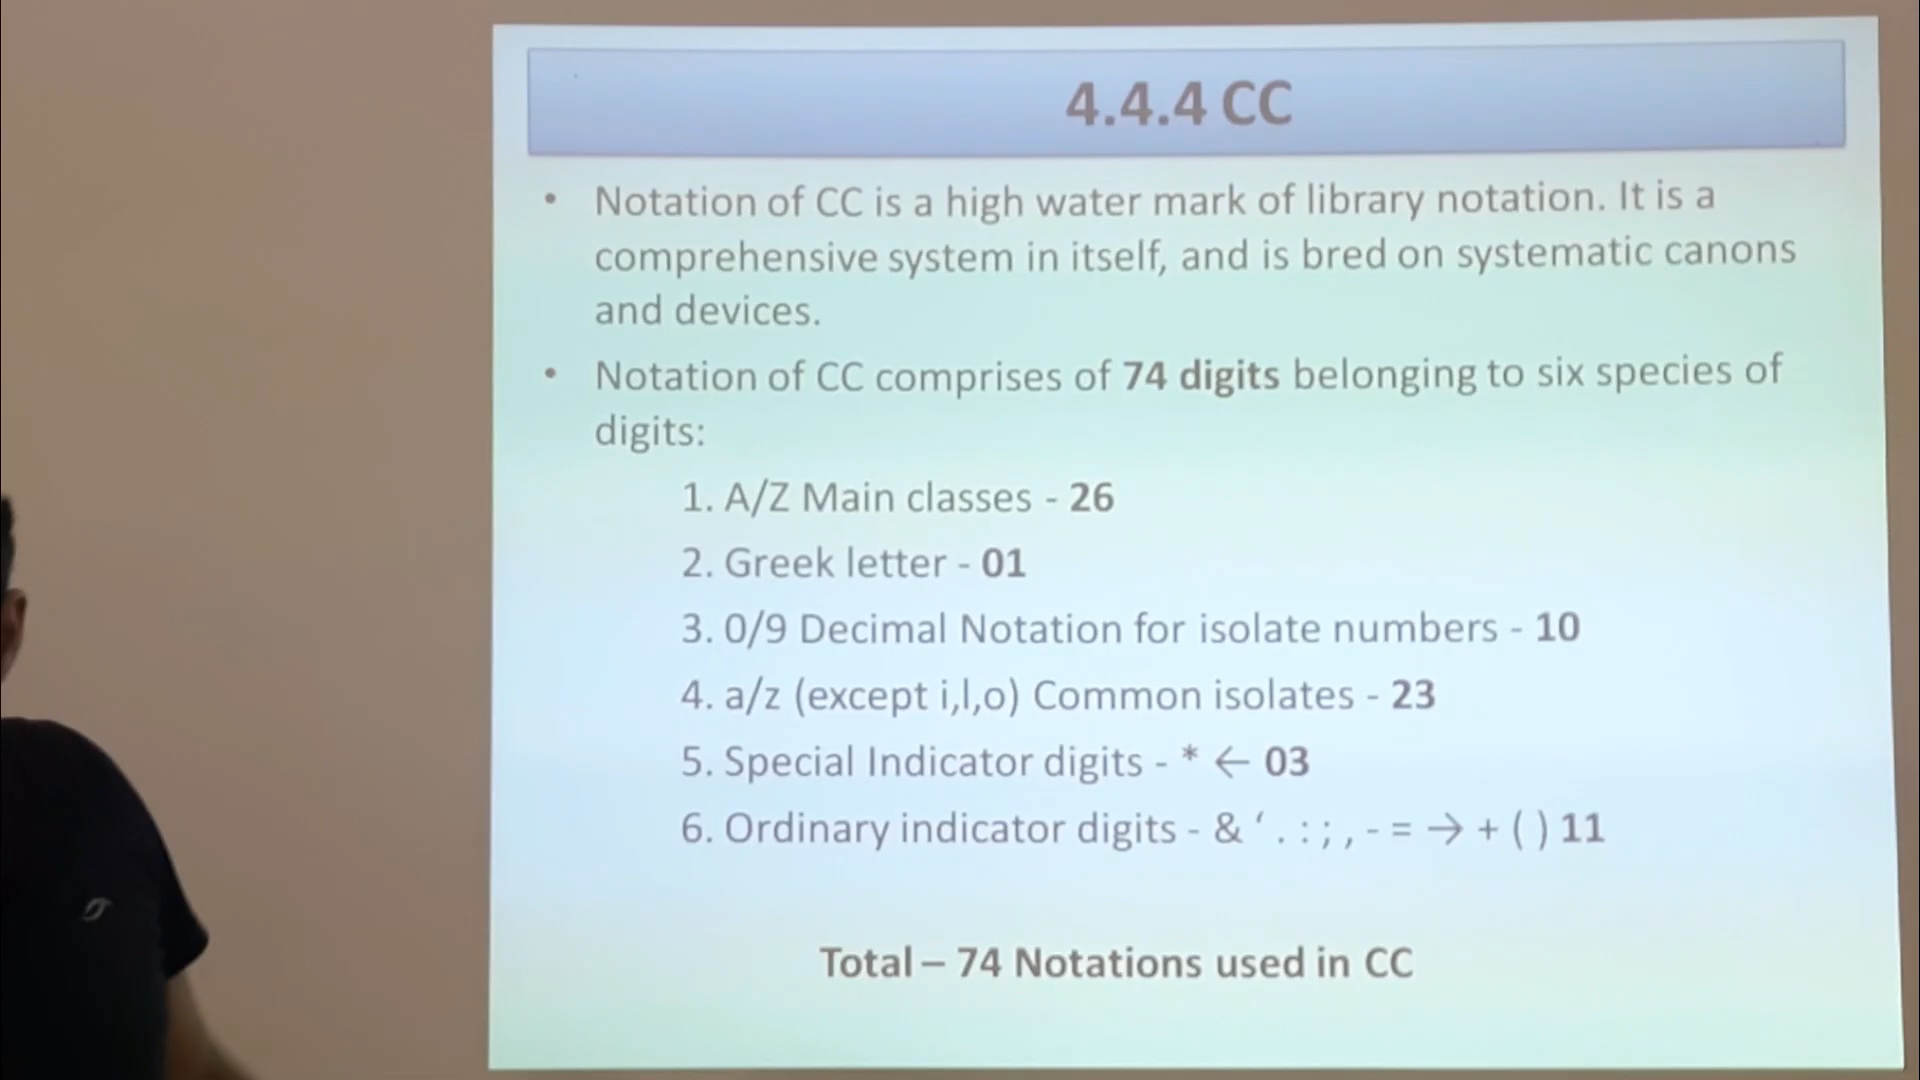 4.4.4 CC
• Notation of CC is a high water mark of library notation. It is a
comprehensive system in itself, and is bred on systematic canons
and devices.
• Notation of CC comprises of 74 digits belonging to six species of
digits:
1. A/Z Main classes - 26
2. Greek letter - 01
3. 0/9 Decimal Notation for isolate numbers - 10
4. a/z (except i,l,o) Common isolates - 23
5. Special Indicator digits - * ← 03
6. Ordinary indicator digits - & ‘ . : ; , - = → + ( ) 11
Total – 74 Notations used in CC